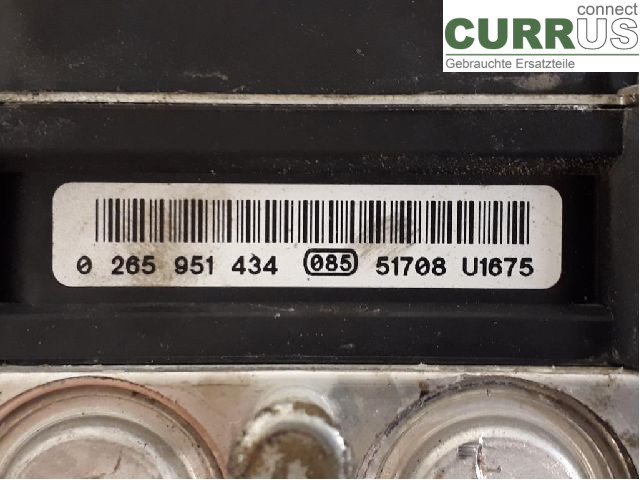 connect
CURRUS
Gebrauchte Ersatzteile
0 265 951 434 085 51708 U1675